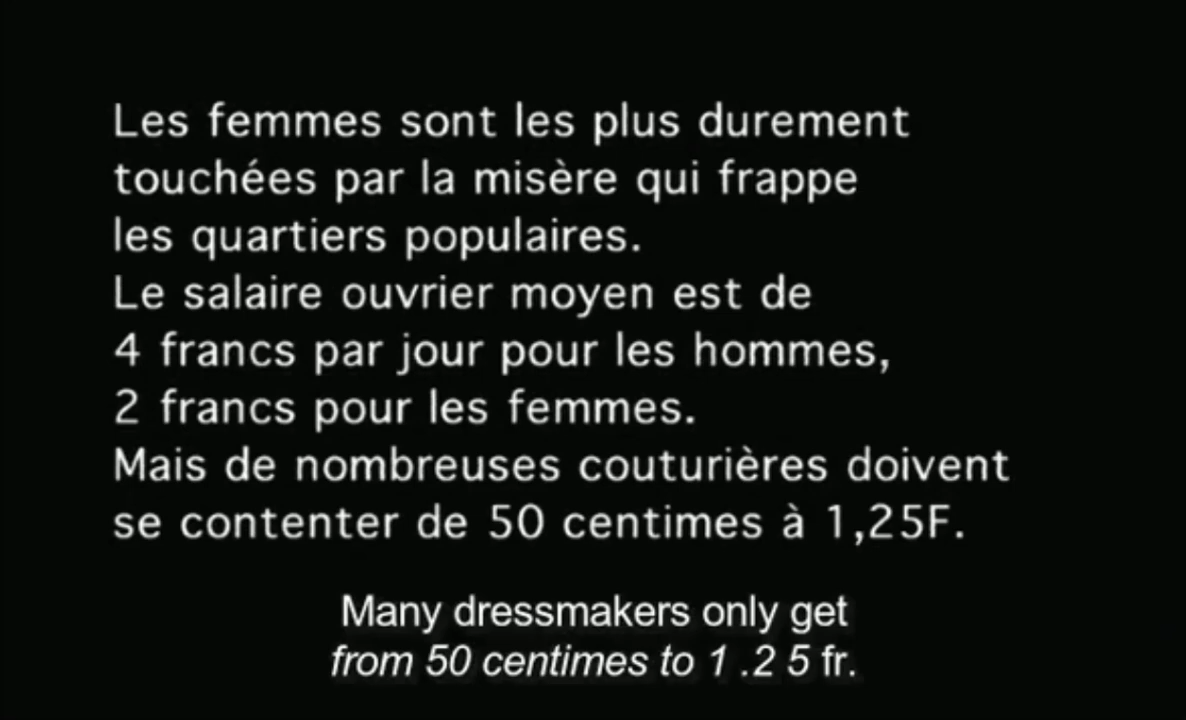 Les femmes sont les plus durement
touchées par la misère qui frappe
les quartiers populaires.
Le salaire ouvrier moyen est de
4 francs par jour pour les hommes,
2 francs pour les femmes.
Mais de nombreuses couturières doivent
se contenter de 50 centimes à 1,25F.
Many dressmakers only get
from 50 centimes to 1 .2 5 fr.